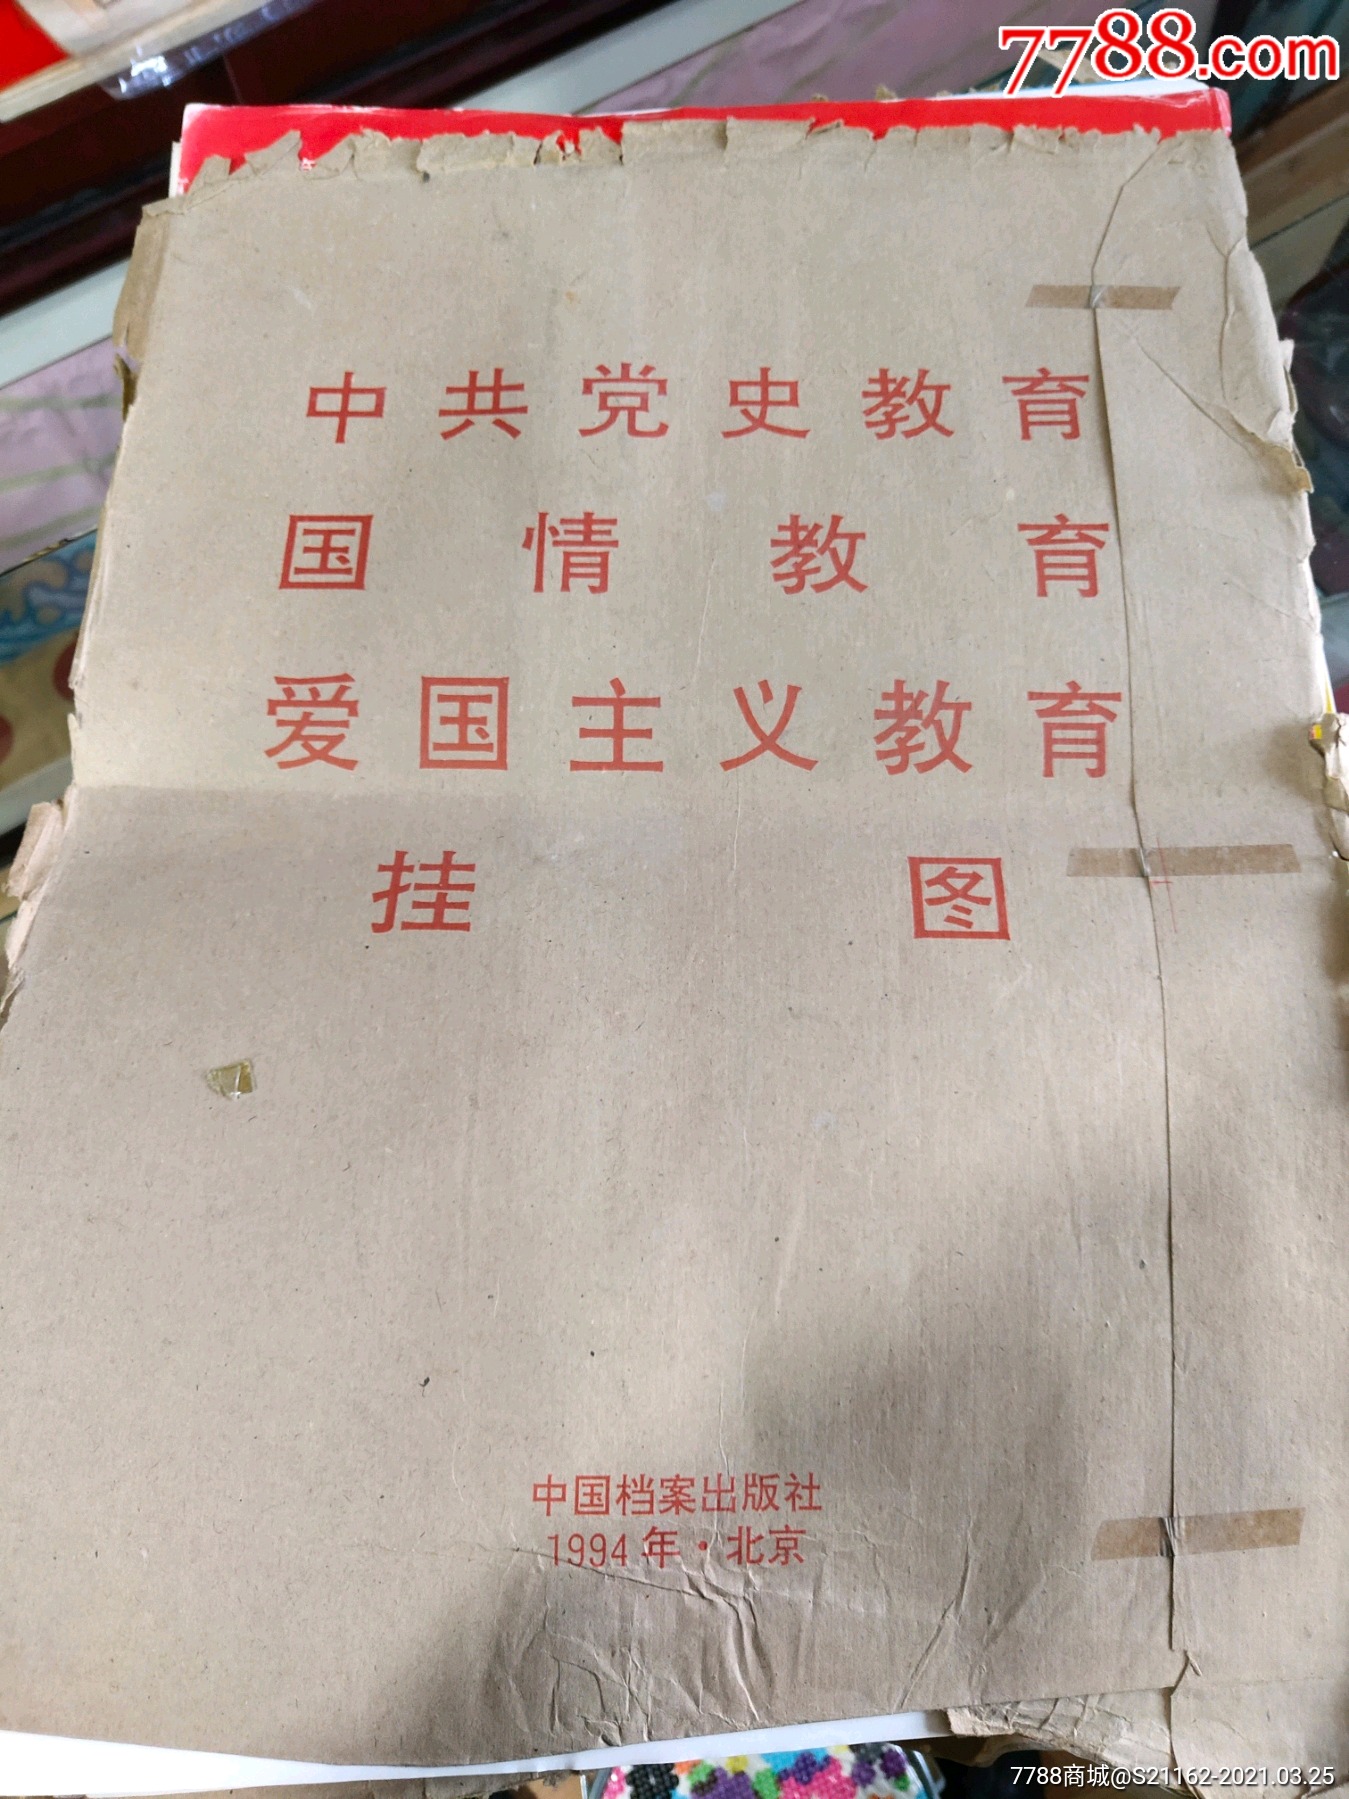 7788.com
中共党史教育
国情教育
爱国主义教育
挂图
中国档案出版社
1994年·北京
7788商城@S21162-2021.03.25